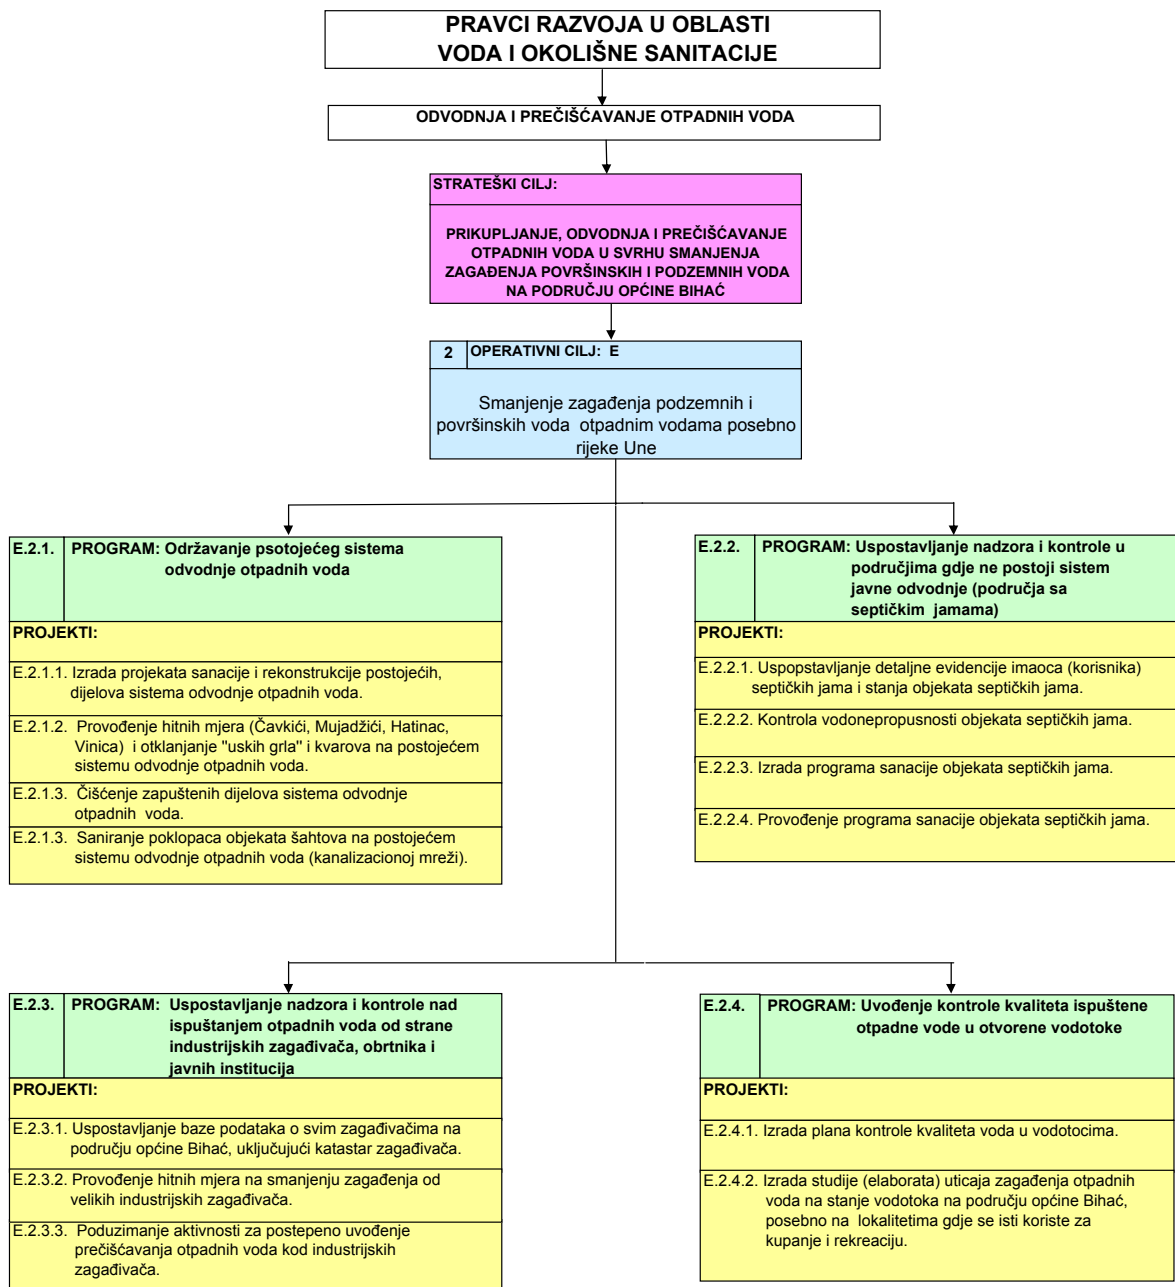 PRAVCI RAZVOJA U OBLASTI
VODA I OKOLIŠNE SANITACIJE
ODVODNJA I PREČIŠĆAVANJE OTPADNIH VODA
STRATEŠKI CILJ:
PRIKUPLJANJE, ODVODNJA I PREČIŠĆAVANJE
OTPADNIH VODA U SVRHU SMANJENJA
ZAGAĐENJA POVRŠINSKIH I PODZEMNIH VODA
NA PODRUČJU OPĆINE BIHAĆ
2 OPERATIVNI CILJ: E
Smanjenje zagađenja podzemnih i
površinskih voda otpadnim vodama posebno
rijeke Une
E.2.1. PROGRAM: Održavanje psotojećeg sistema
odvodnje otpadnih voda
PROJEKTI:
E.2.1.1. Izrada projekata sanacije i rekonstrukcije postojećih,
dijelova sistema odvodnje otpadnih voda.
E.2.1.2. Provođenje hitnih mjera (Čavkići, Mujadžići, Hatinac,
Vinica) i otklanjanje "uskih grla" i kvarova na postojećem
sistemu odvodnje otpadnih voda.
E.2.1.3. Čišćenje zapuštenih dijelova sistema odvodnje
otpadnih voda.
E.2.1.3. Saniranje poklopaca objekata šahtova na postojećem
sistemu odvodnje otpadnih voda (kanalizacionoj mreži).
E.2.2. PROGRAM: Uspostavljanje nadzora i kontrole u
područjima gdje ne postoji sistem
javne odvodnje (područja sa
septičkim jamama)
PROJEKTI:
E.2.2.1. Uspopstavljanje detaljne evidencije imaoca (korisnika)
septičkih jama i stanja objekata septičkih jama.
E.2.2.2. Kontrola vodonepropusnosti objekata septičkih jama.
E.2.2.3. Izrada programa sanacije objekata septičkih jama.
E.2.2.4. Provođenje programa sanacije objekata septičkih jama.
E.2.3. PROGRAM: Uspostavljanje nadzora i kontrole nad
ispuštanjem otpadnih voda od strane
industrijskih zagađivača, obrtnika i
javnih institucija
PROJEKTI:
E.2.3.1. Uspostavljanje baze podataka o svim zagađivačima na
području općine Bihać, uključujući katastar zagađivača.
E.2.3.2. Provođenje hitnih mjera na smanjenju zagađenja od
velikih industrijskih zagađivača.
E.2.3.3. Poduzimanje aktivnosti za postepeno uvođenje
prečišćavanja otpadnih voda kod industrijskih
zagađivača.
E.2.4. PROGRAM: Uvođenje kontrole kvaliteta ispuštene
otpadne vode u otvorene vodotoke
PROJEKTI:
E.2.4.1. Izrada plana kontrole kvaliteta voda u vodotocima.
E.2.4.2. Izrada studije (elaborata) uticaja zagađenja otpadnih
voda na stanje vodotoka na području općine Bihać,
posebno na lokalitetima gdje se isti koriste za
kupanje i rekreaciju.